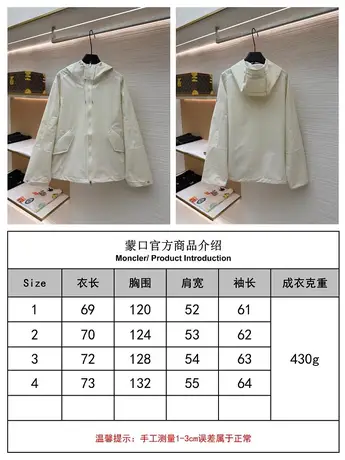 蒙口官方商品介绍
Moncler/ Product Introduction
Size 衣长 胸围 肩宽 袖长 成衣克重
1 69 120 52 61
2 70 124 53 62
3 72 128 54 63 430g
4 73 132 55 64
温馨提示：手工测量1-3cm误差属于正常